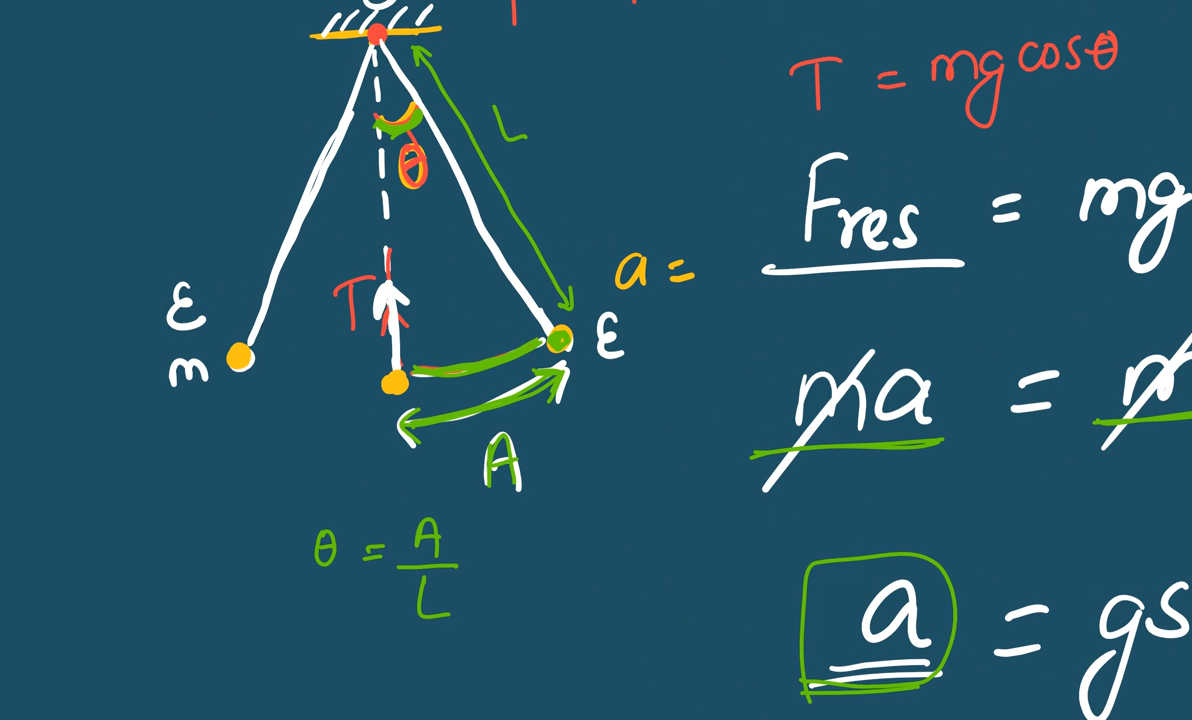 T = mg cosθ
L
θ
Fres = mg
a =
T
ε
ε
m
ma = m
A
θ = A/L
a = gs